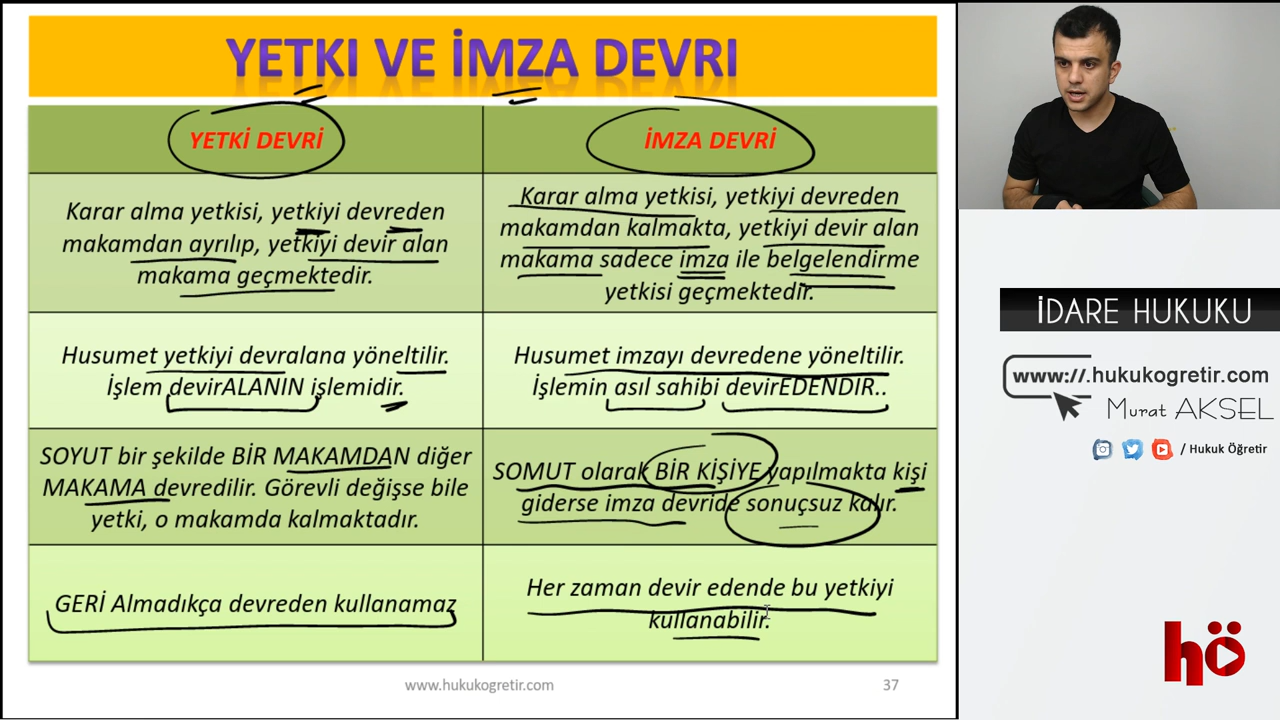 YETKI VE İMZA DEVRI
YETKİ DEVRİ
İMZA DEVRİ
Karar alma yetkisi, yetkiyi devreden
makamdan ayrılıp, yetkiyi devir alan
makama geçmektedir.
Karar alma yetkisi, yetkiyi devreden
makamdan kalmakta, yetkiyi devir alan
makama sadece imza ile belgelendirme
yetkisi geçmektedir.
Husumet yetkiyi devralana yöneltilir.
İşlem devirALANIN işlemidir.
Husumet imzayı devredene yöneltilir.
İşlemin asıl sahibi devirEDENDIR..
SOYUT bir şekilde BİR MAKAMDAN diğer
MAKAMA devredilir. Görevli değişse bile
yetki, o makamda kalmaktadır.
SOMUT olarak BİR KİŞİYE yapılmakta kişi
giderse imza devride sonuçsuz kalır.
GERİ Almadıkça devreden kullanamaz
Her zaman devir edende bu yetkiyi
kullanabilir.
www.hukukogretir.com
37
İDARE HUKUKU
www://.hukukogretir.com
Murat AKSEL
/ Hukuk Öğretir
hö